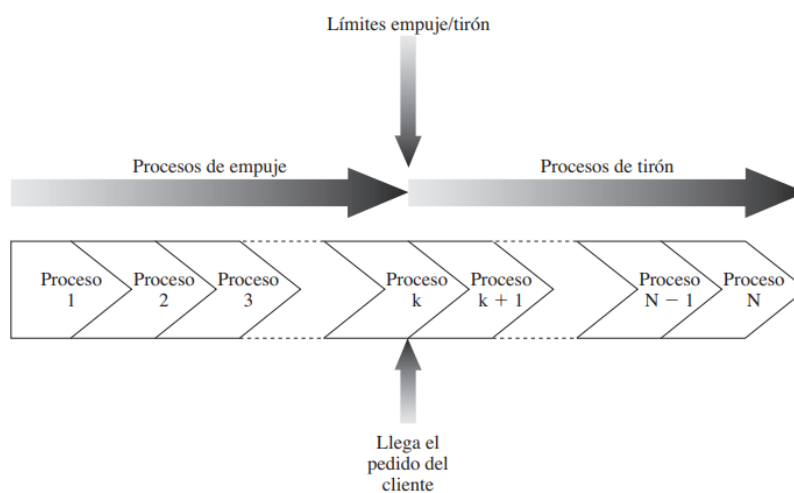 Límites empuje/tirón
Procesos de empuje
Procesos de tirón
Proceso
1
Proceso
2
Proceso
3
Proceso
k
Proceso
k + 1
Proceso
N − 1
Proceso
N
Llega el
pedido del
cliente